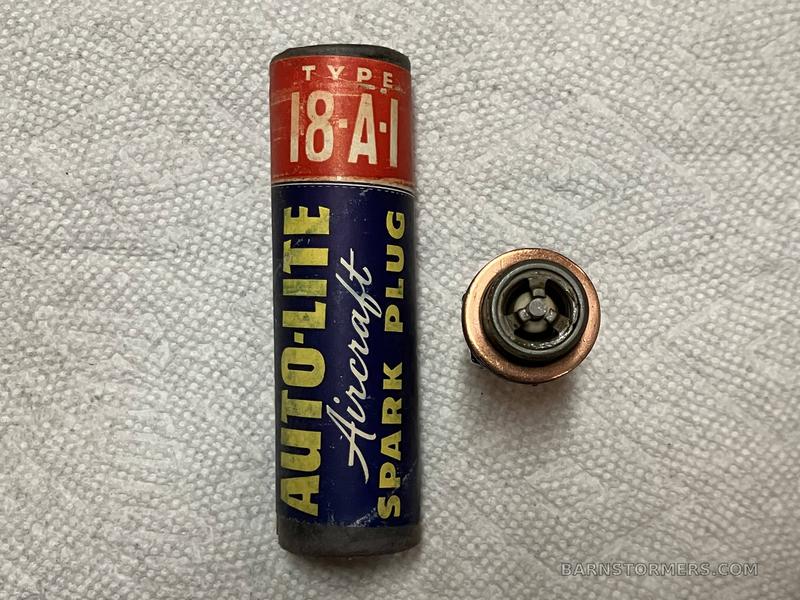 TYPE
18-A-1
AUTO-LITE
Aircraft
SPARK PLUG
BARNSTORMERS.COM